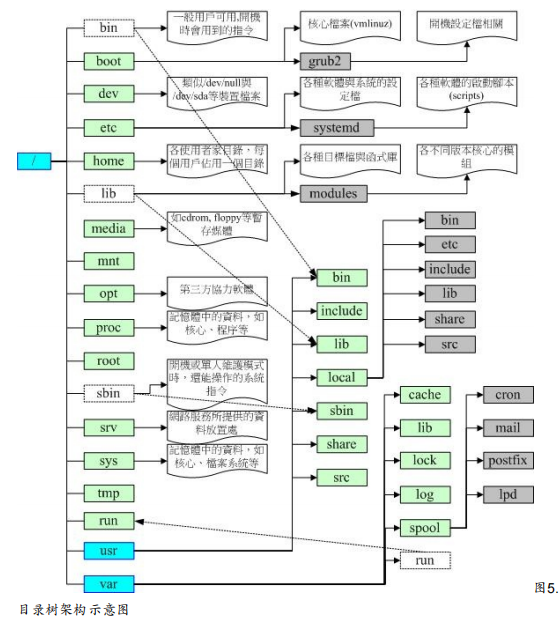 bin
一般用戶可用,開機
時會用到的指令
核心檔案(vmlinuz)
開機設定檔相關
boot
grub2
dev
類似/dev/null與
/dev/sda等裝置檔案
各種軟體與系統的設
定檔
各種軟體的啟動腳本
(scripts)
etc
systemd
/
home
各使用者家目錄，每
個用戶佔用一個目錄
各種目標檔與函式庫
各不同版本核心的模
組
lib
modules
media
如cdrom, floppy等暫
存媒體
mnt
opt
第三方協力軟體
proc
記憶體中的資料，如
核心、程序等
root
sbin
開機或單人維護模式
時，還能操作的系統
指令
srv
網路服務所提供的資
料放置處
sys
記憶體中的資料，如
核心、檔案系統等
tmp
run
usr
var
bin
include
lib
local
sbin
share
src
bin
etc
include
lib
share
src
cache
lib
lock
log
spool
run
cron
mail
postfix
lpd
图5.
目录树架构示意图